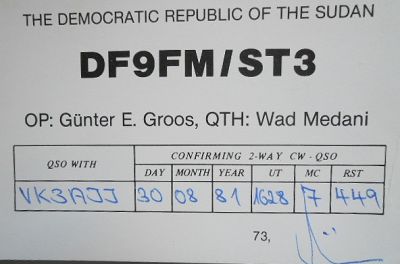 THE DEMOCRATIC REPUBLIC OF THE SUDAN
DF9FM/ST3
OP: Günter E. Groos, QTH: Wad Medani
QSO WITH CONFIRMING 2-WAY CW - QSO
DAY MONTH YEAR UT MC RST
VK3AJJ 30 08 81 1628 7 449
73,